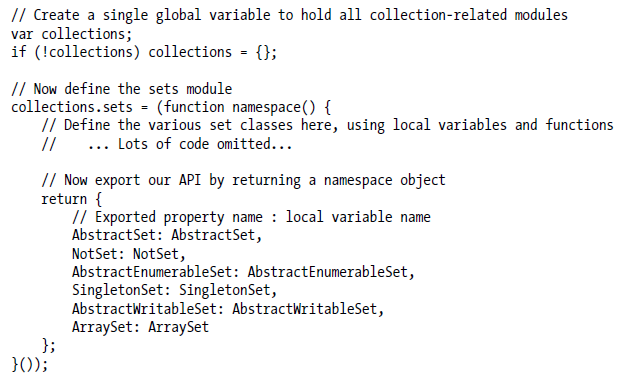 // Create a single global variable to hold all collection-related modules
var collections;
if (!collections) collections = {};

// Now define the sets module
collections.sets = (function namespace() {
    // Define the various set classes here, using local variables and functions
    //    ... Lots of code omitted...

    // Now export our API by returning a namespace object
    return {
        // Exported property name : local variable name
        AbstractSet: AbstractSet,
        NotSet: NotSet,
        AbstractEnumerableSet: AbstractEnumerableSet,
        SingletonSet: SingletonSet,
        AbstractWritableSet: AbstractWritableSet,
        ArraySet: ArraySet
    };
}());